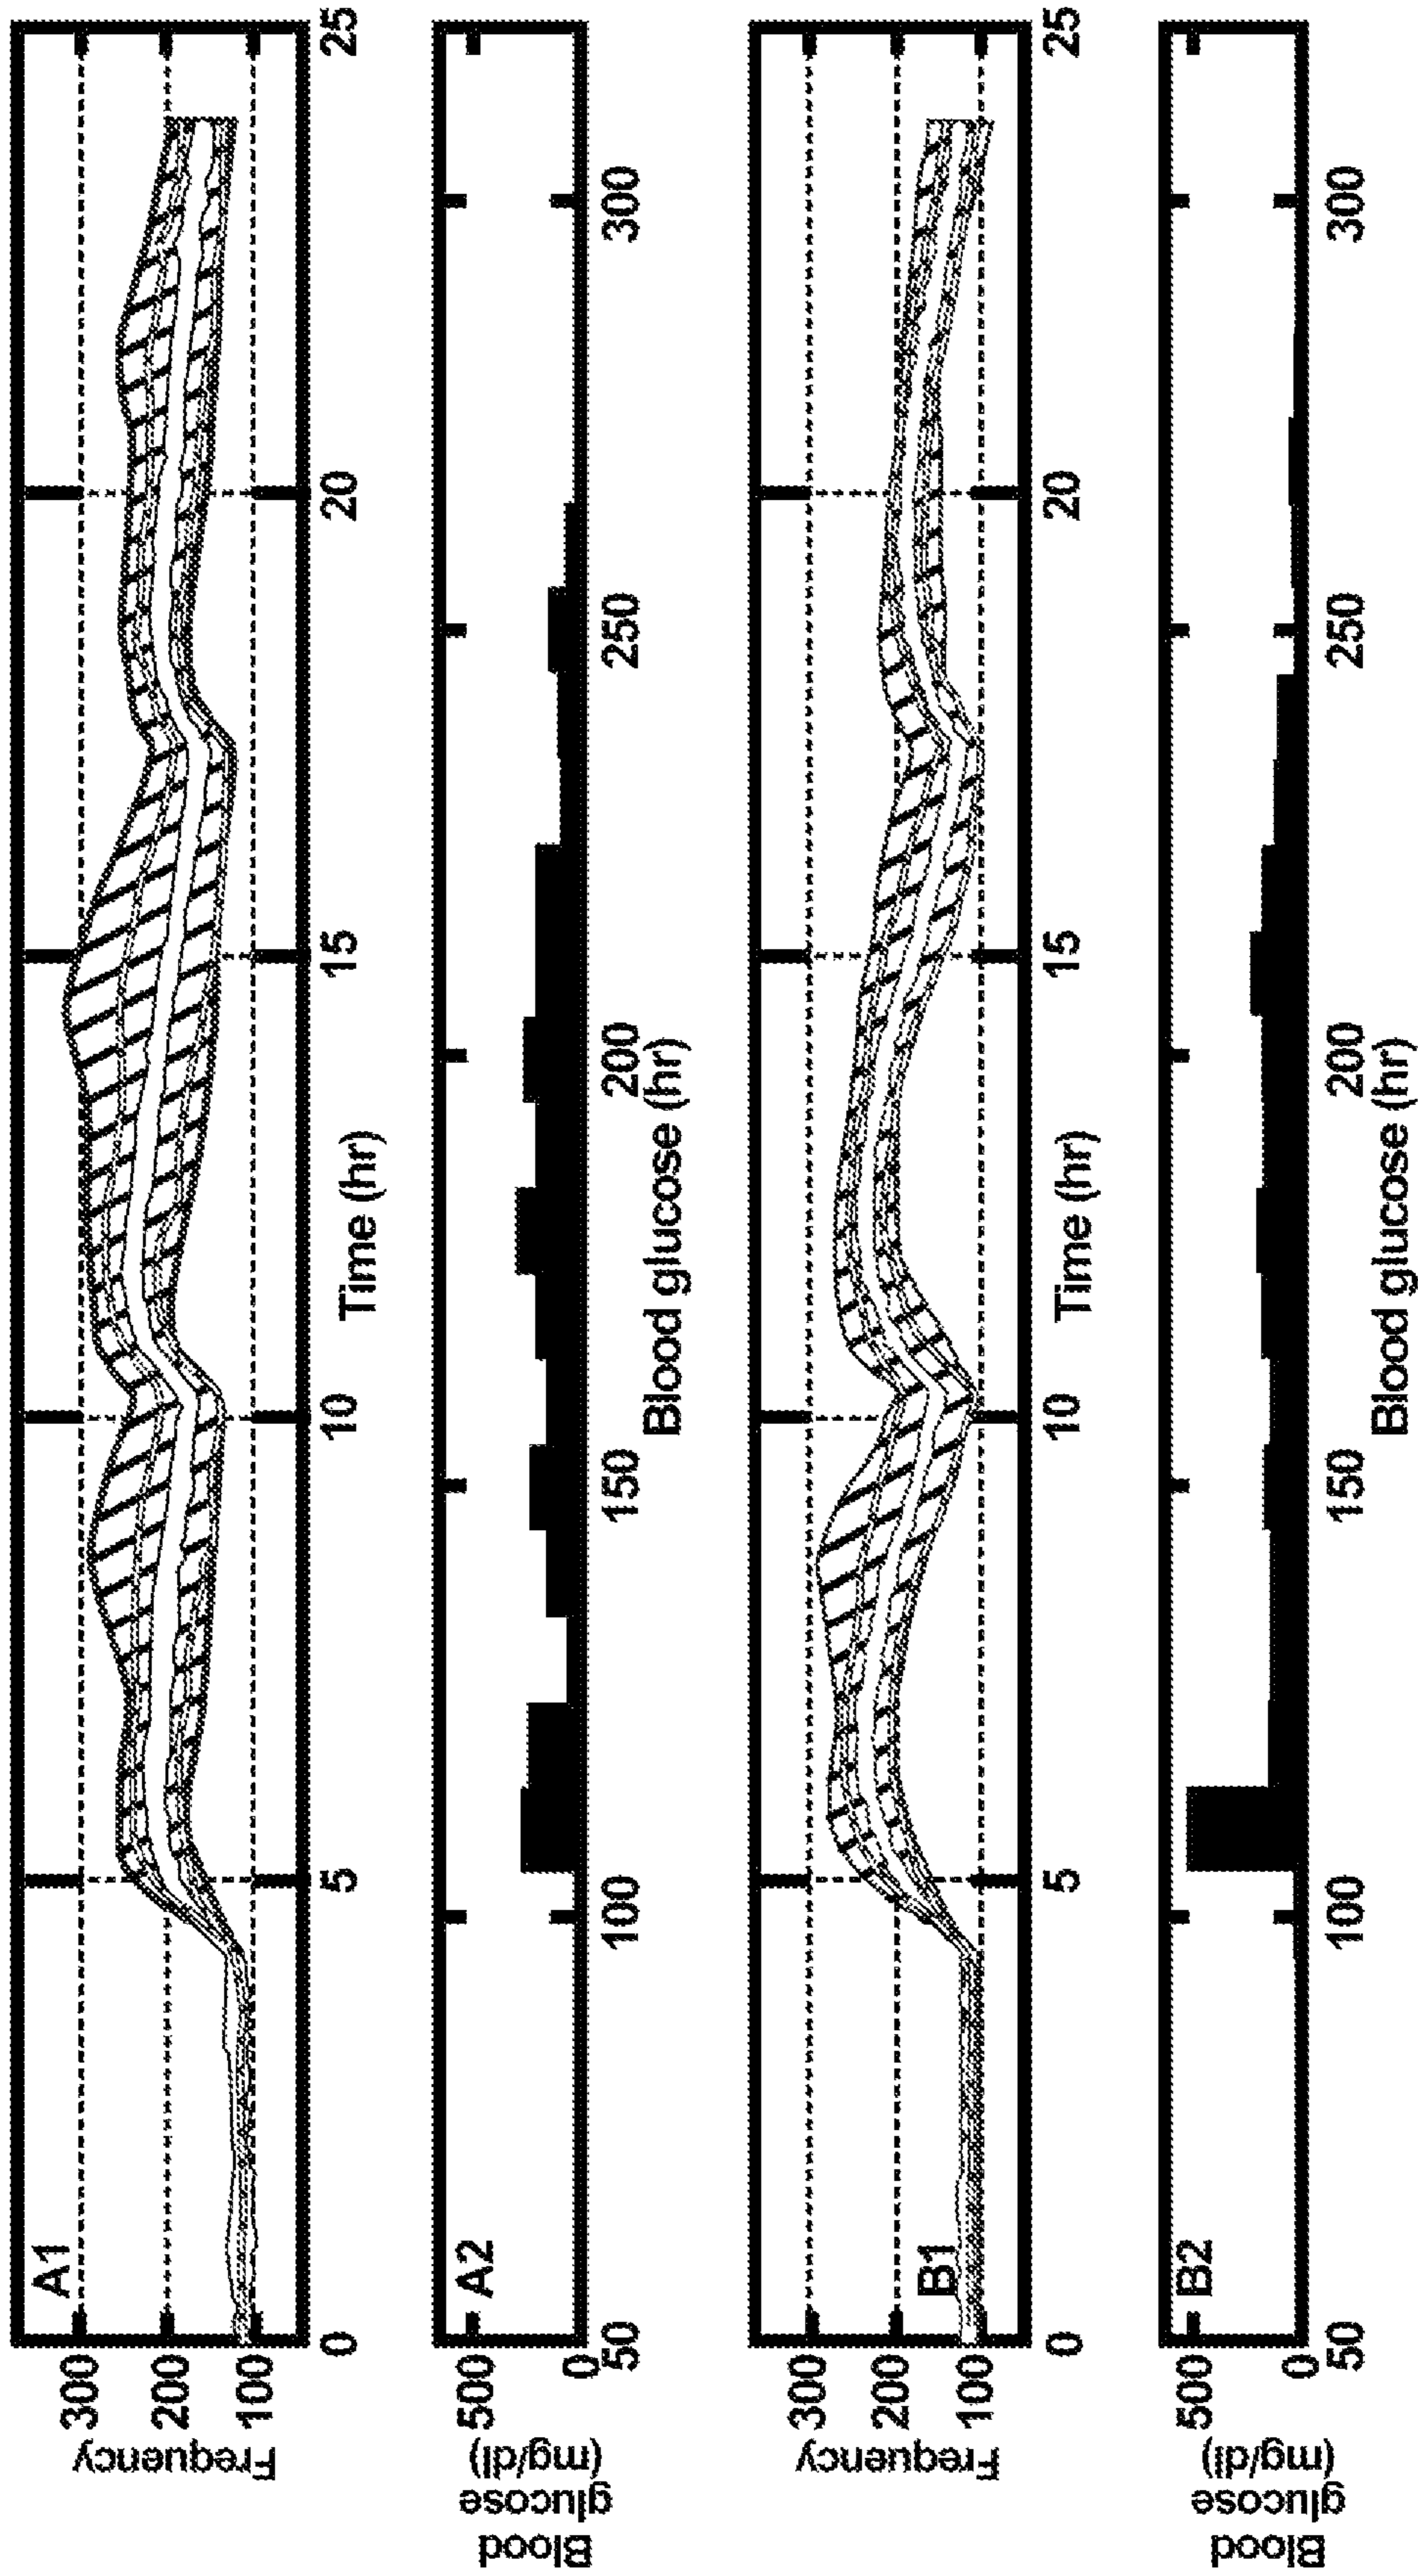 A1
300
200
100
Frequency
0
5
10
15
20
25
Time (hr)
A2
500
0
Blood
glucose
(mg/dl)
50
100
150
200
250
300
Blood glucose (hr)
B1
300
200
100
Frequency
0
5
10
15
20
25
Time (hr)
B2
500
0
Blood
glucose
(mg/dl)
50
100
150
200
250
300
Blood glucose (hr)